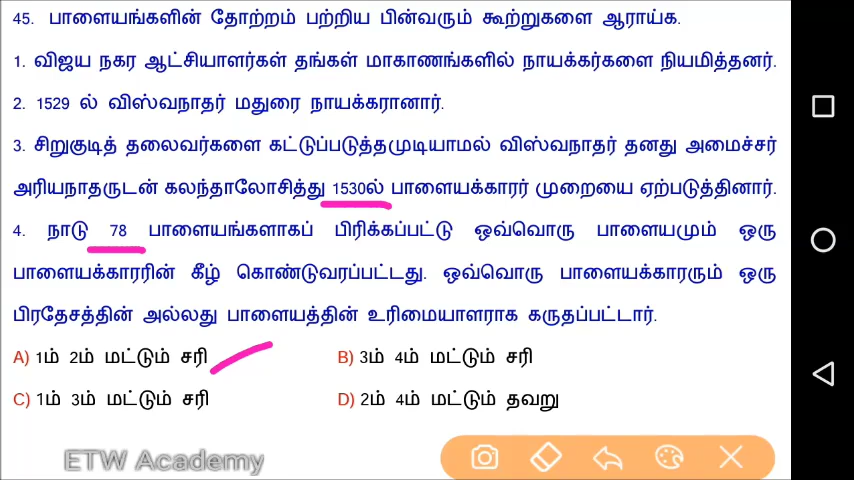 45. பாளையங்களின் தோற்றம் பற்றிய பின்வரும் கூற்றுகளை ஆராய்க.
1. விஜய நகர ஆட்சியாளர்கள் தங்கள் மாகாணங்களில் நாயக்கர்களை நியமித்தனர்.
2. 1529 ல் விஸ்வநாதர் மதுரை நாயக்கரானார்.
3. சிறுகுடித் தலைவர்களை கட்டுப்படுத்தமுடியாமல் விஸ்வநாதர் தனது அமைச்சர்
அரியநாதருடன் கலந்தாலோசித்து 1530ல் பாளையக்காரர் முறையை ஏற்படுத்தினார்.
4. நாடு 78 பாளையங்களாகப் பிரிக்கப்பட்டு ஒவ்வொரு பாளையமும் ஒரு
பாளையக்காரரின் கீழ் கொண்டுவரப்பட்டது. ஒவ்வொரு பாளையக்காரரும் ஒரு
பிரதேசத்தின் அல்லது பாளையத்தின் உரிமையாளராக கருதப்பட்டார்.
A) 1ம் 2ம் மட்டும் சரி B) 3ம் 4ம் மட்டும் சரி
C) 1ம் 3ம் மட்டும் சரி D) 2ம் 4ம் மட்டும் தவறு
ETW Academy